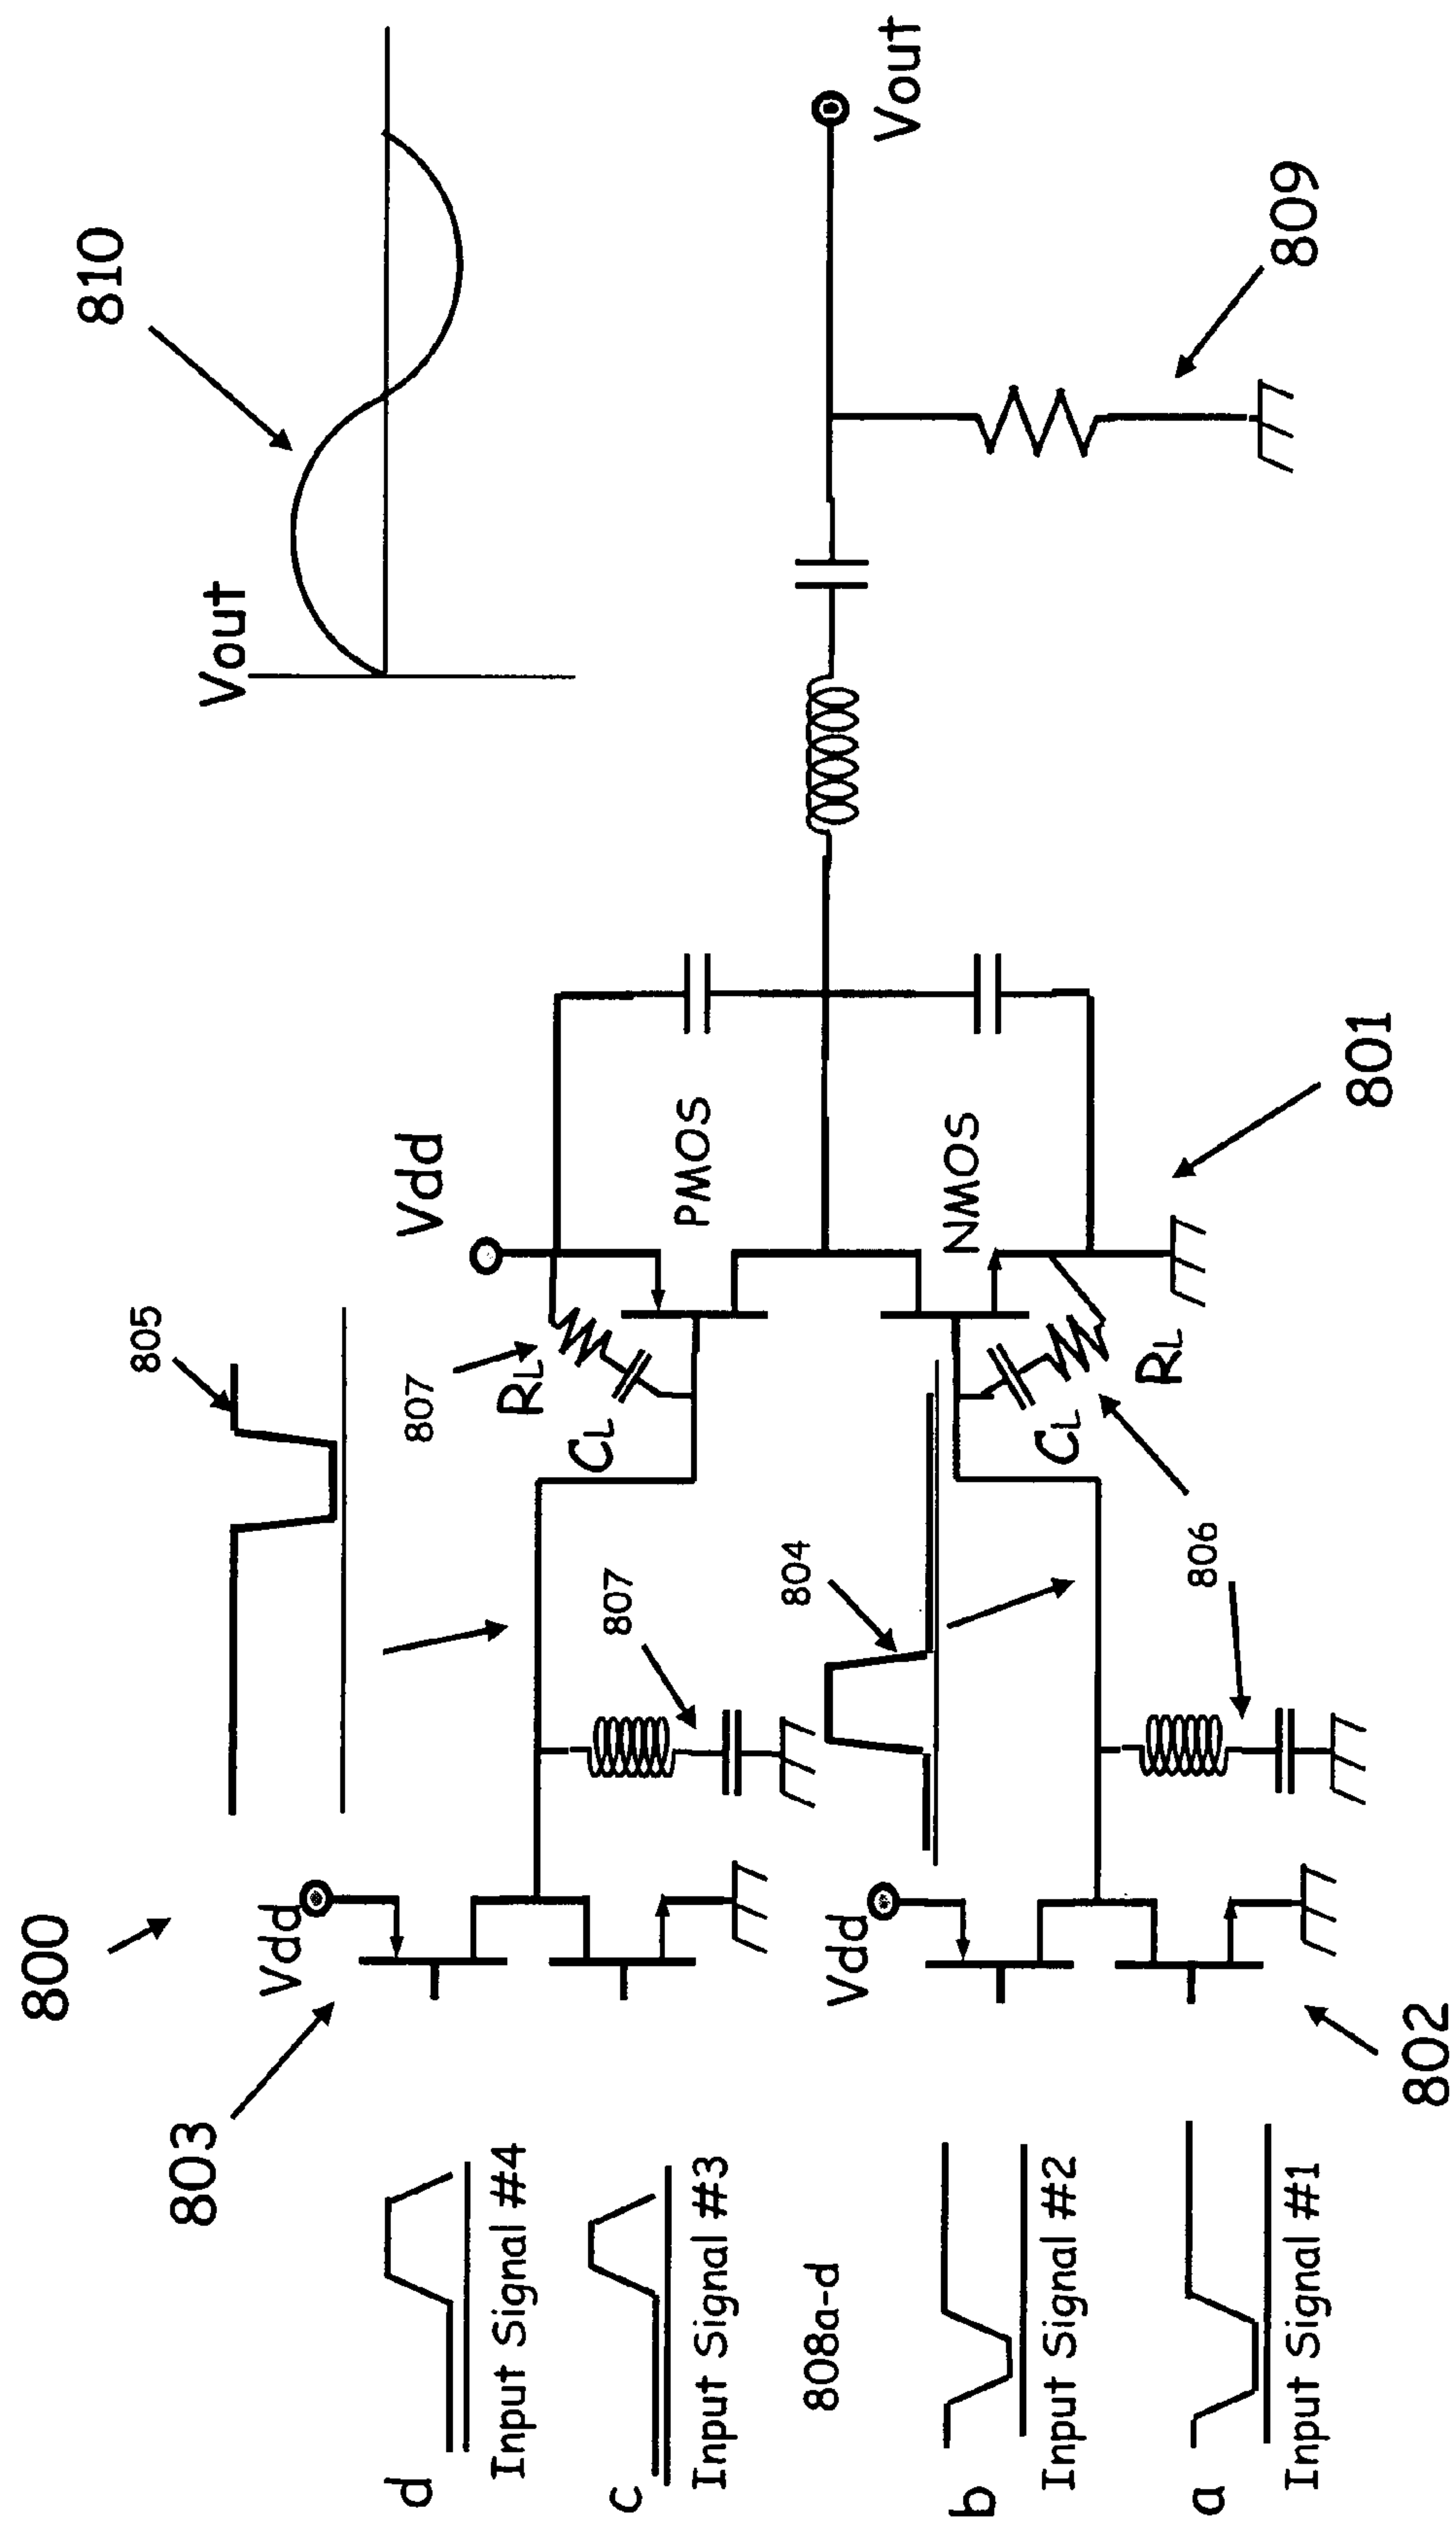 800
803
Vdd
805
807
RL
CL
Vdd
PMOS
Vout
810
d
Input Signal #4
c
Input Signal #3
808a-d
807
804
NMOS
Vout
b
Input Signal #2
Vdd
CL
RL
806
801
809
a
Input Signal #1
802